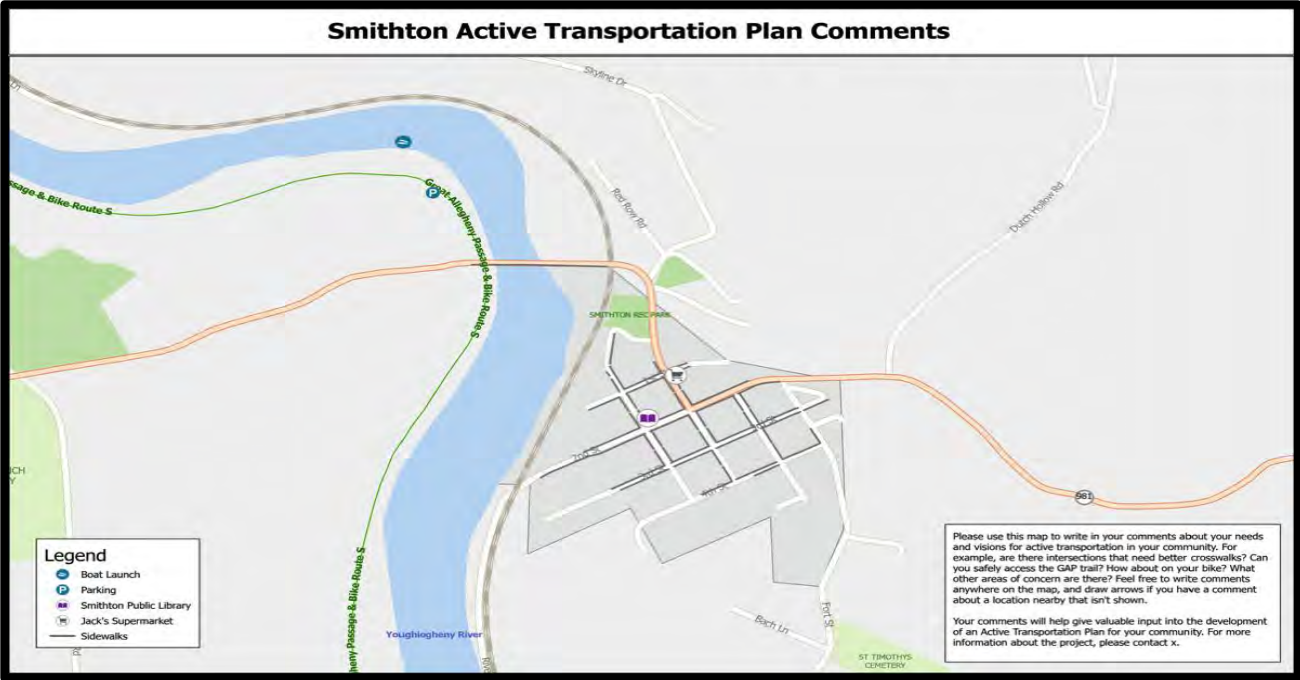 Smithton Active Transportation Plan Comments
Skyline Dr
Red Row Rd
Dutch Hollow Rd
ssage & Bike Route S
Great Allegheny Passage & Bike Route S
SMITHTON REC PARK
2nd St
3rd St
4th St
981
Legend
Boat Launch
P Parking
Smithton Public Library
Jack's Supermarket
Sidewalks
heny Passage & Bike Route S
Youghiogheny River
Bach Ln
Fort St
ST TIMOTHYS
CEMETERY
P
Please use this map to write in your comments about your needs
and visions for active transportation in your community. For
example, are there intersections that need better crosswalks? Can
you safely access the GAP trail? How about on your bike? What
other areas of concern are there? Feel free to write comments
anywhere on the map, and draw arrows if you have a comment
about a location nearby that isn't shown.
Your comments will help give valuable input into the development
of an Active Transportation Plan for your community. For more
information about the project, please contact x.